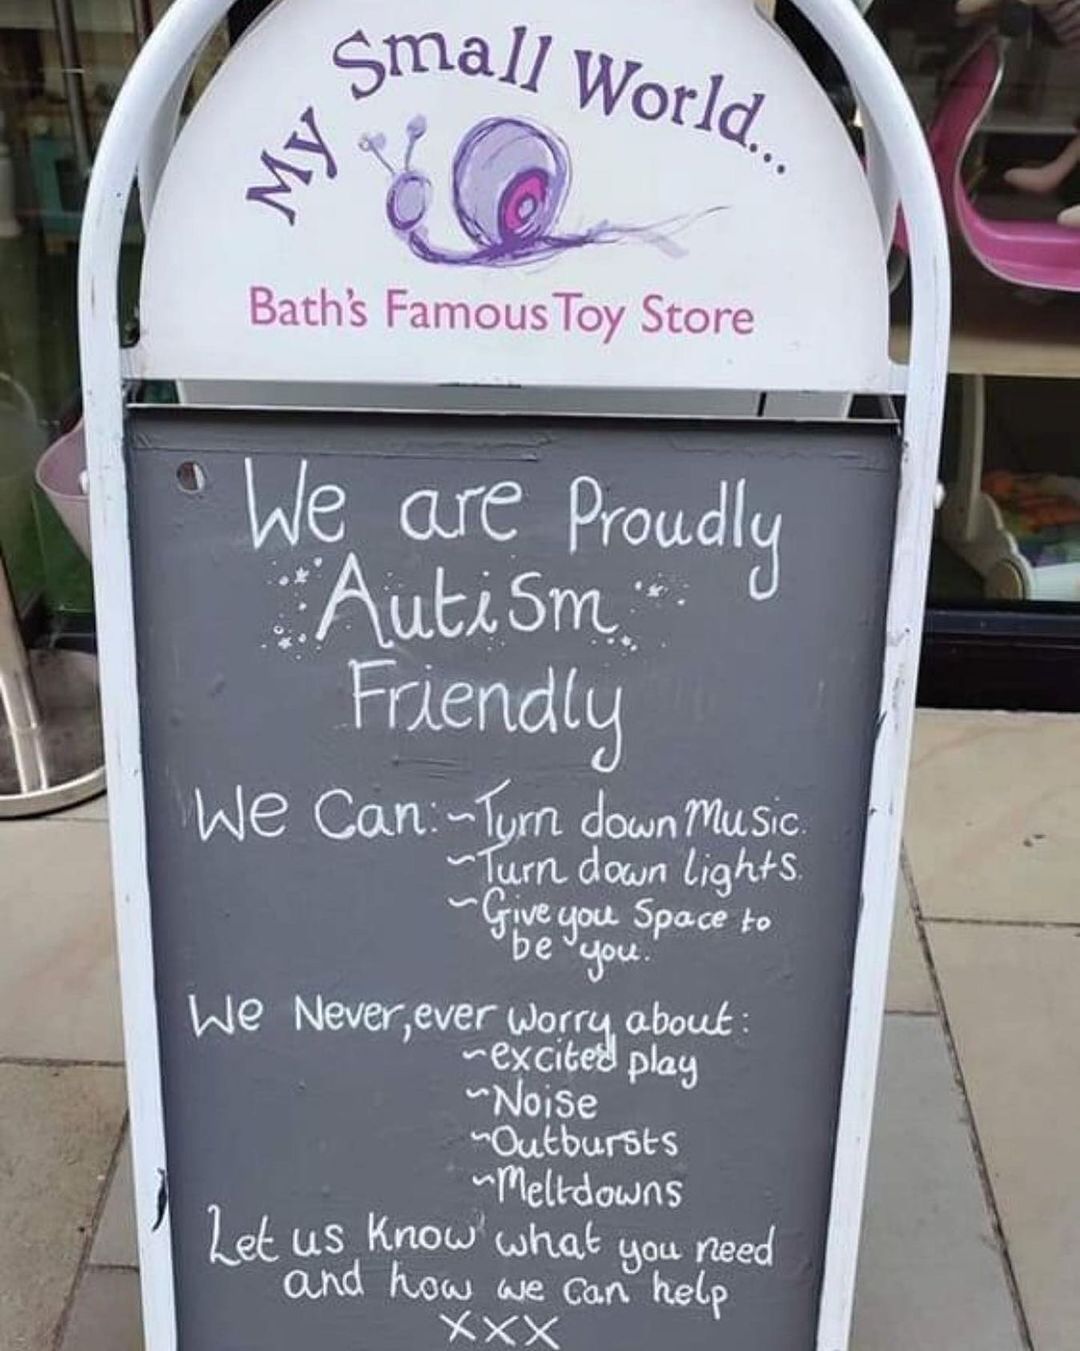 My Small World...
Bath's Famous Toy Store
We are Proudly
Autism
Friendly
We Can: ~Turn down Music.
~Turn down lights.
~Give you Space to
be you.
We Never, ever worry about:
~excited play
~Noise
~Outbursts
~Meltdowns
Let us know what you need
and how we can help
xxx